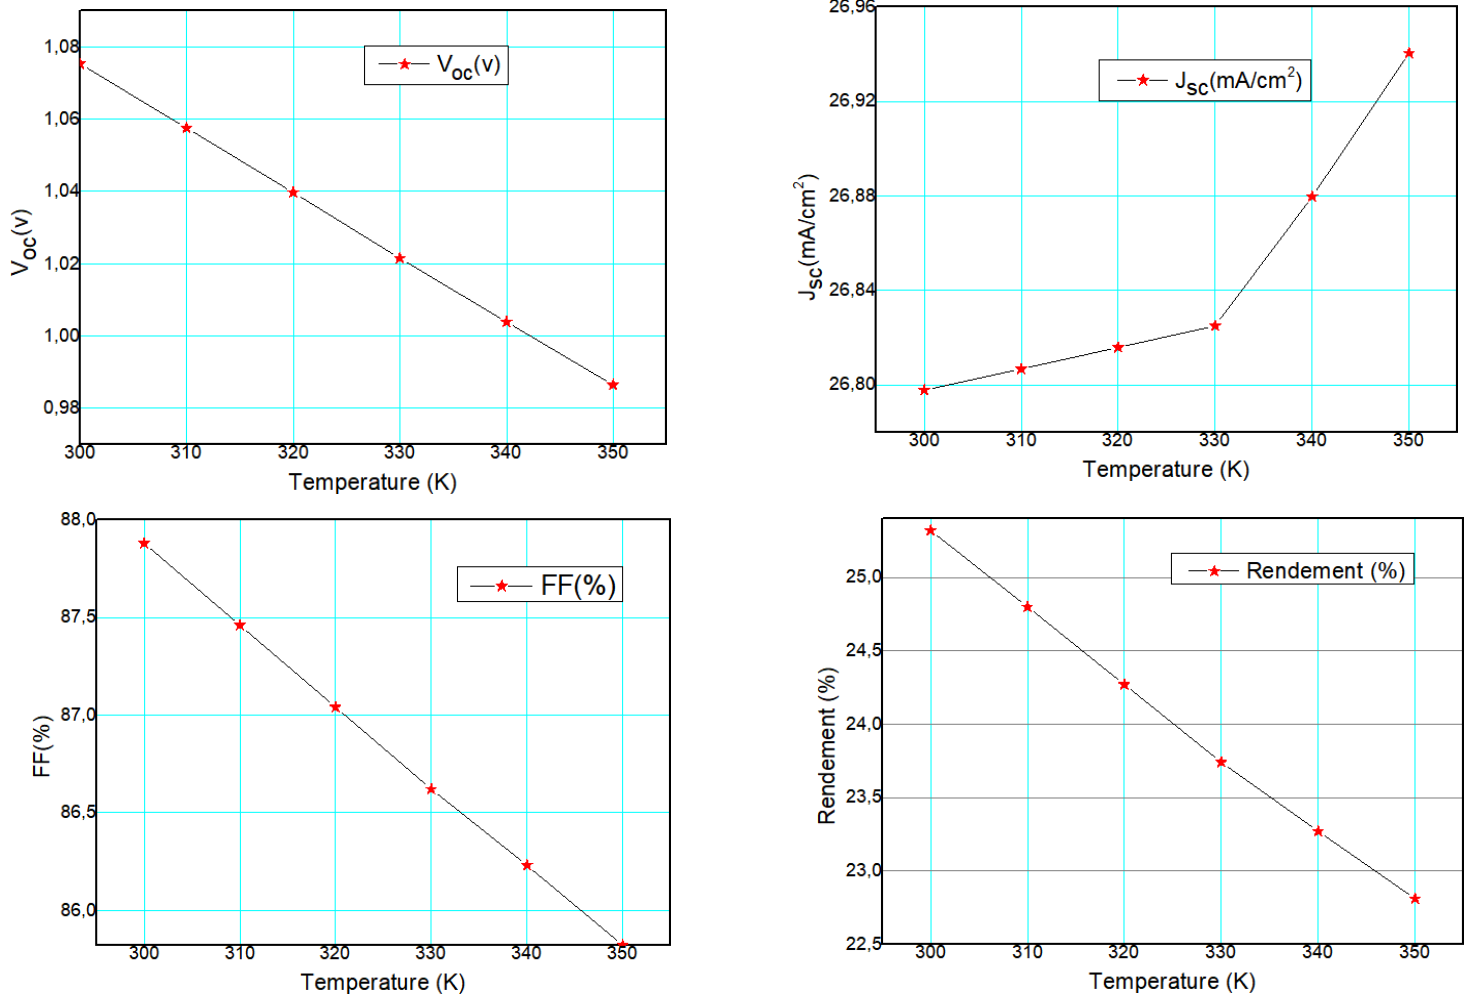 1,08
1,06
1,04
1,02
1,00
0,98
V_oc(v)
V_oc(v)
300 310 320 330 340 350
Temperature (K)
26,96
26,92
26,88
26,84
26,80
J_sc(mA/cm²)
J_sc(mA/cm²)
300 310 320 330 340 350
Temperature (K)
88,0
87,5
87,0
86,5
86,0
FF(%)
FF(%)
300 310 320 330 340 350
Temperature (K)
25,0
24,5
24,0
23,5
23,0
22,5
Rendement (%)
Rendement (%)
300 310 320 330 340 350
Temperature (K)